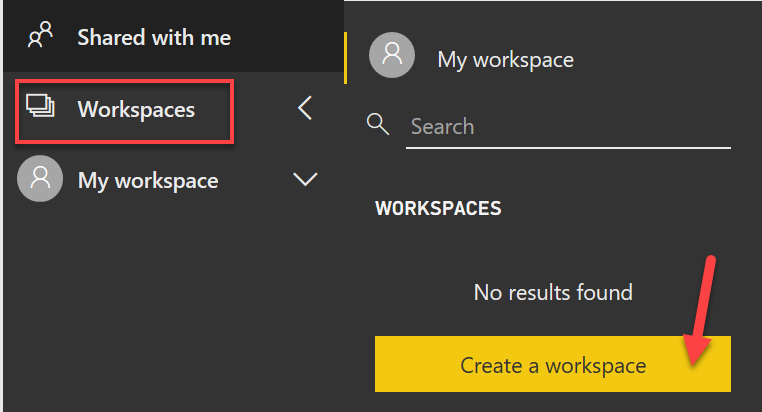 Shared with me
Workspaces
My workspace
My workspace
Search
WORKSPACES
No results found
Create a workspace